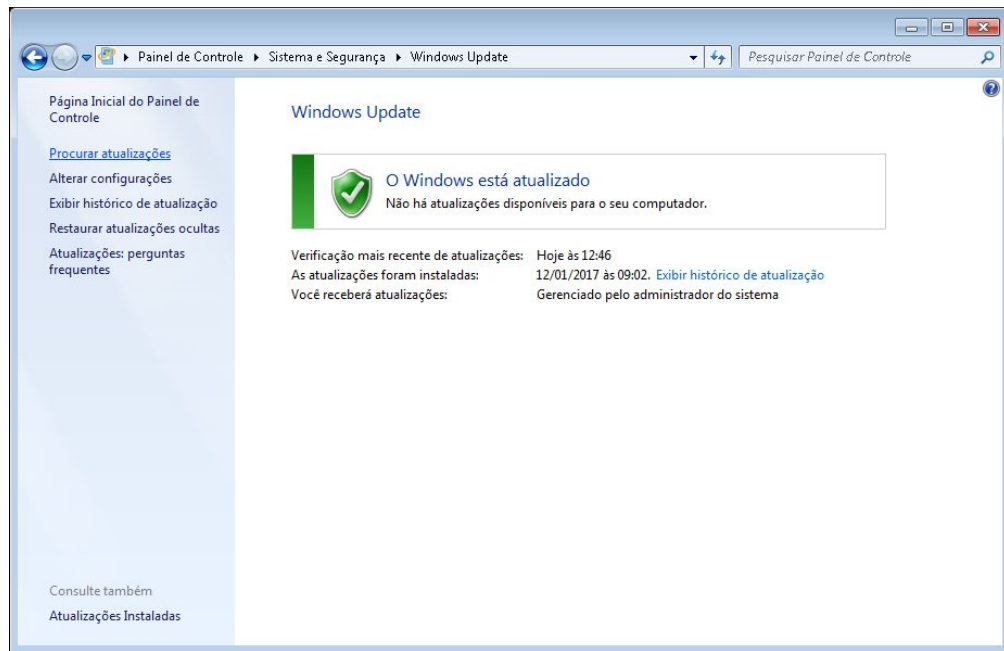 Painel de Controle ▸ Sistema e Segurança ▸ Windows Update
Pesquisar Painel de Controle
Página Inicial do Painel de
Controle
Procurar atualizações
Alterar configurações
Exibir histórico de atualização
Restaurar atualizações ocultas
Atualizações: perguntas
frequentes
Windows Update
O Windows está atualizado
Não há atualizações disponíveis para o seu computador.
Verificação mais recente de atualizações: Hoje às 12:46
As atualizações foram instaladas: 12/01/2017 às 09:02. Exibir histórico de atualização
Você receberá atualizações: Gerenciado pelo administrador do sistema
Consulte também
Atualizações Instaladas